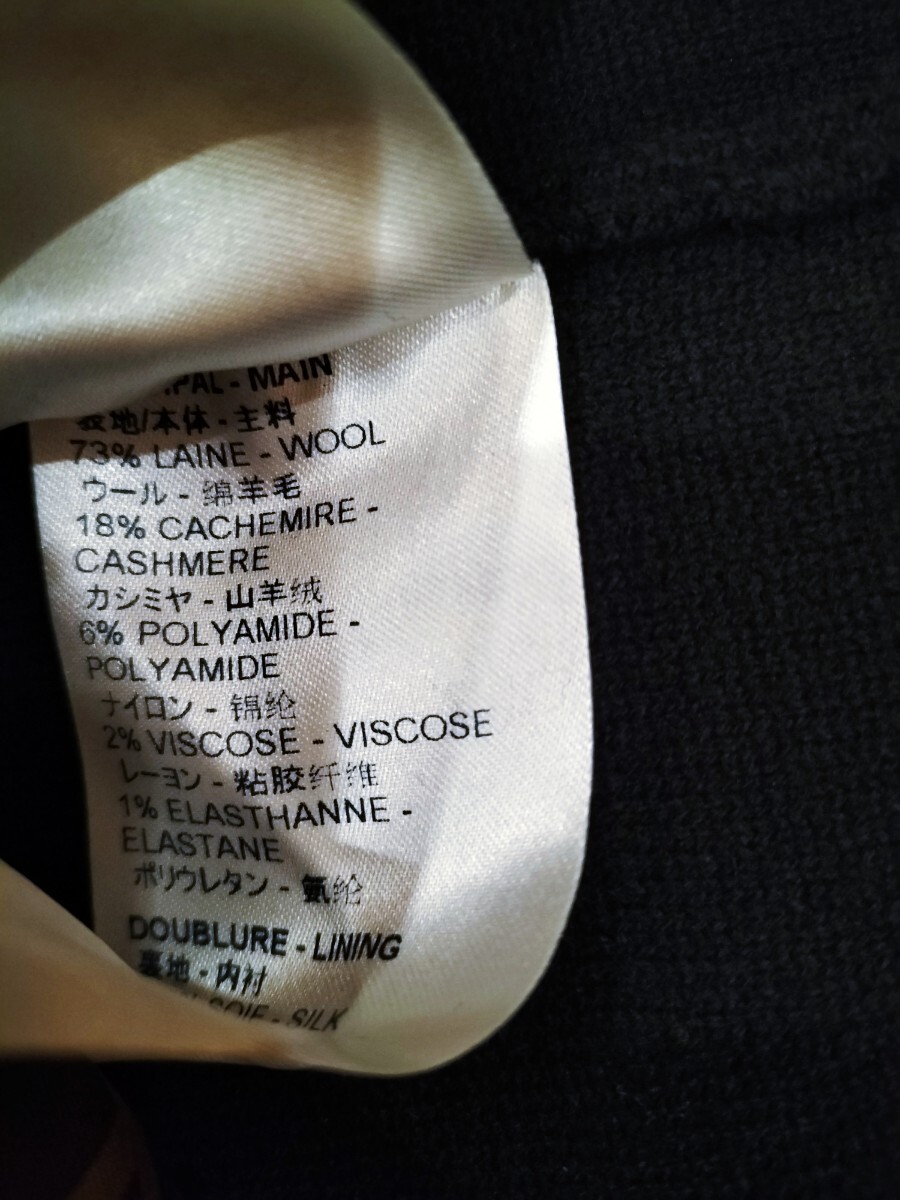 MAIN
表地/本体 - 主料
73% LAINE - WOOL
ウール - 绵羊毛
18% CACHEMIRE -
CASHMERE
カシミヤ - 山羊绒
6% POLYAMIDE -
POLYAMIDE
ナイロン - 锦纶
2% VISCOSE - VISCOSE
レーヨン - 粘胶纤维
1% ELASTHANNE -
ELASTANE
ポリウレタン - 氨纶
DOUBLURE - LINING
裏地 - 内衬
SOIE - SILK